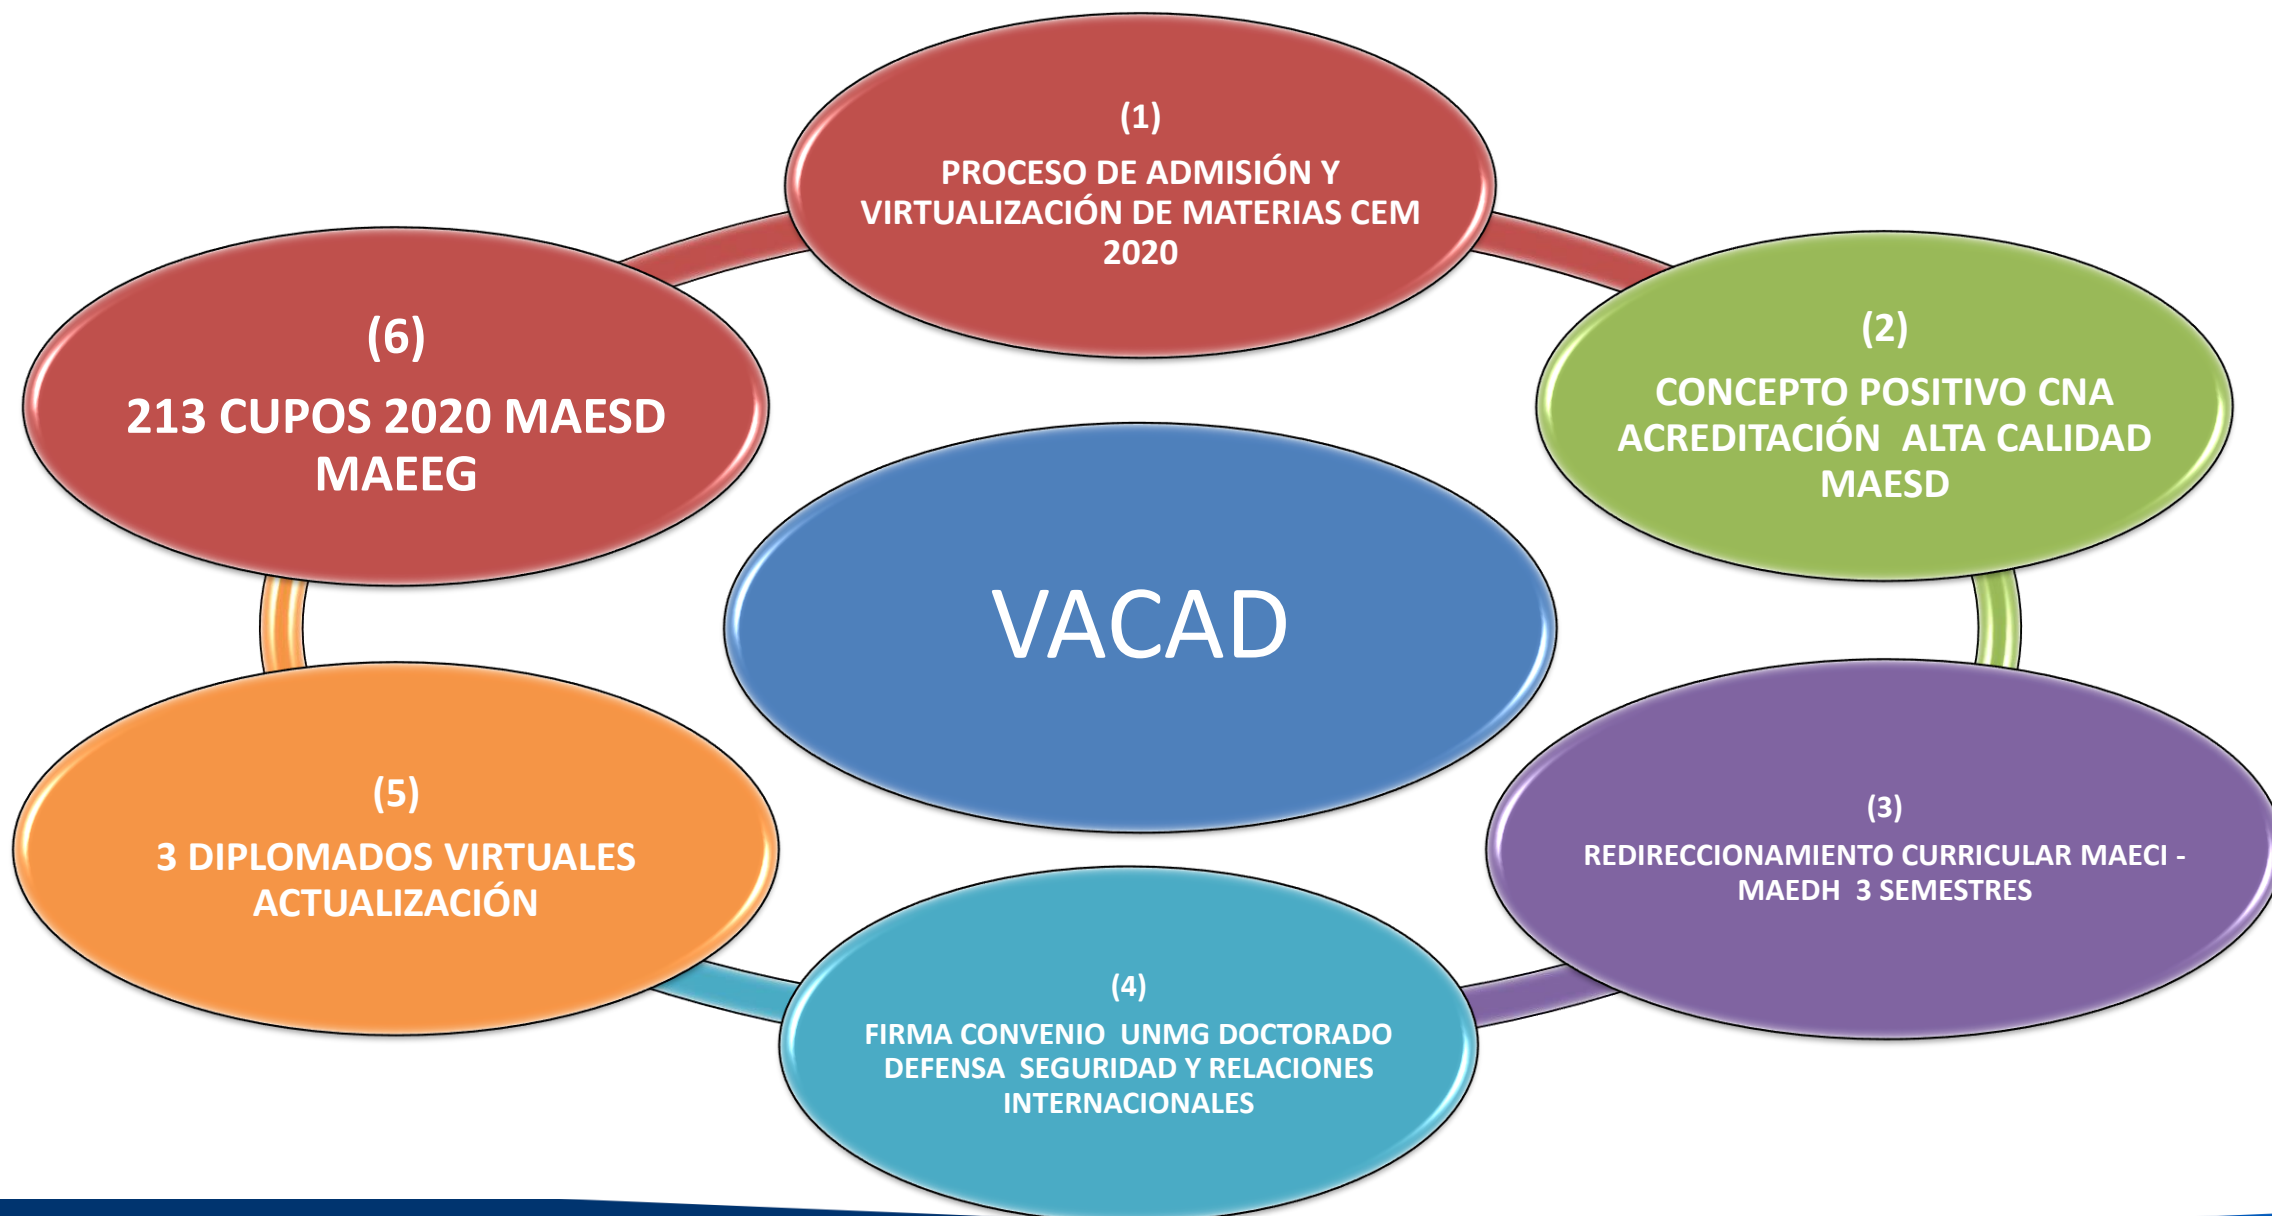 (1)
PROCESO DE ADMISIÓN Y
VIRTUALIZACIÓN DE MATERIAS CEM
2020
(2)
CONCEPTO POSITIVO CNA
ACREDITACIÓN  ALTA CALIDAD
MAESD
(3)
REDIRECCIONAMIENTO CURRICULAR MAECI -
MAEDH  3 SEMESTRES
(4)
FIRMA CONVENIO  UNMG DOCTORADO
DEFENSA  SEGURIDAD Y RELACIONES
INTERNACIONALES
(5)
3 DIPLOMADOS VIRTUALES
ACTUALIZACIÓN
(6)
213 CUPOS 2020 MAESD
MAEEG
VACAD